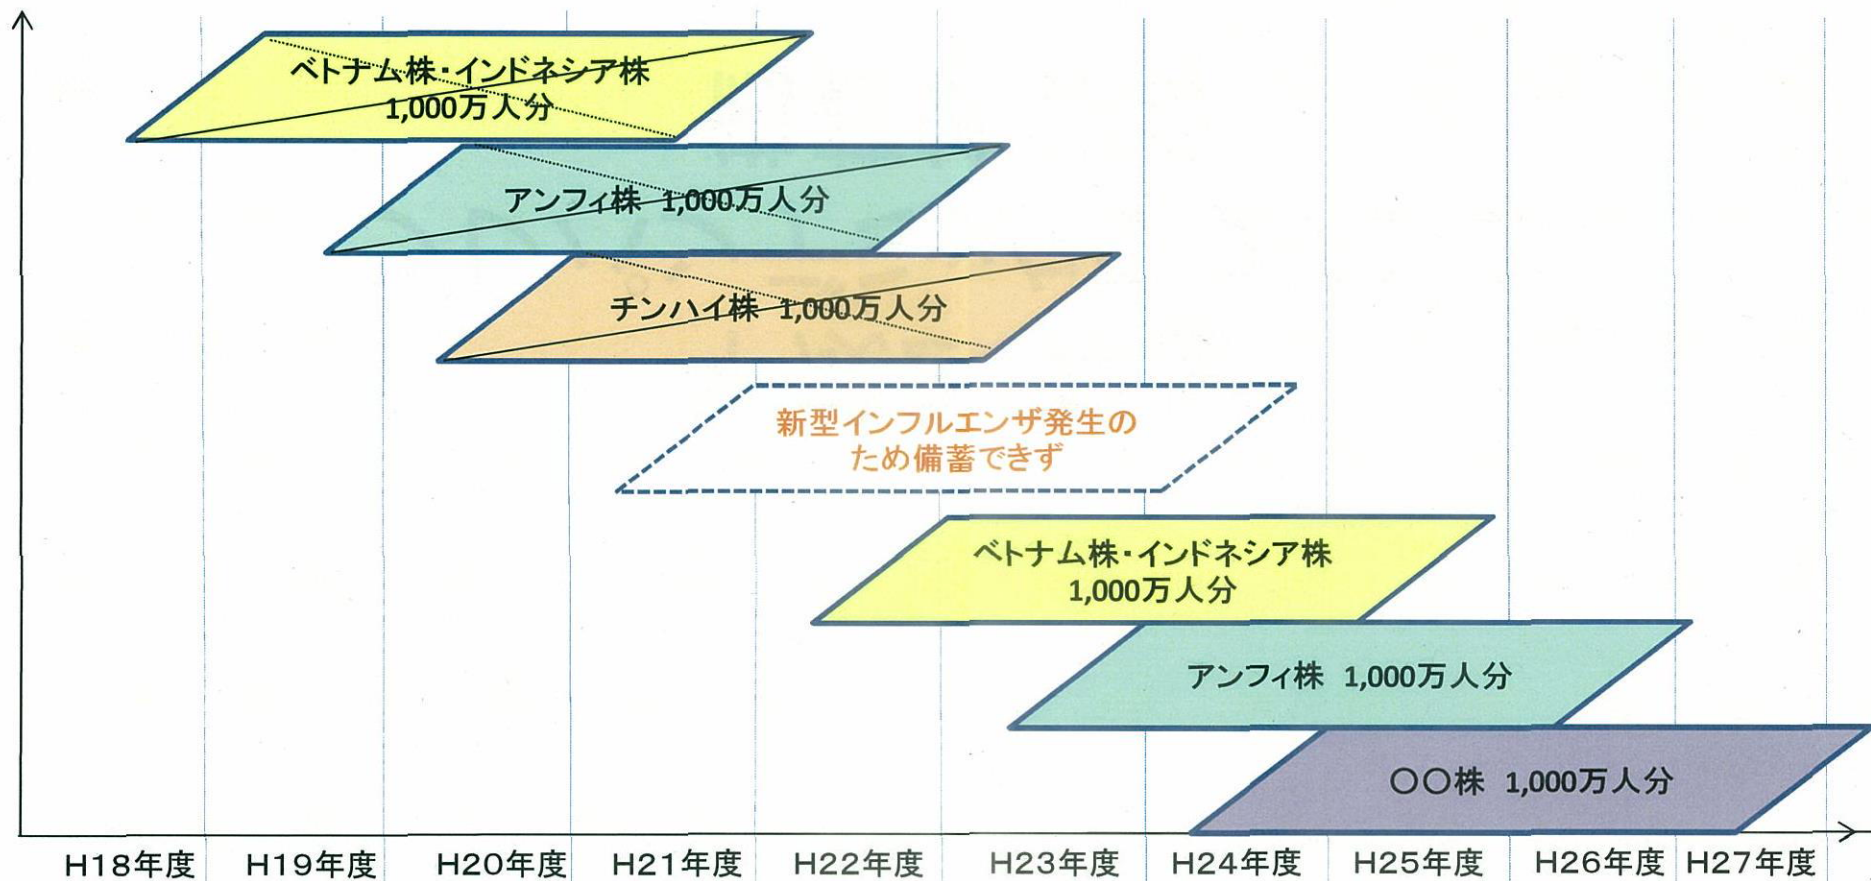 ベトナム株・インドネシア株
1,000万人分
アンフィ株 1,000万人分
チンハイ株 1,000万人分
新型インフルエンザ発生の
ため備蓄できず
ベトナム株・インドネシア株
1,000万人分
アンフィ株 1,000万人分
〇〇株 1,000万人分
H18年度 H19年度 H20年度 H21年度 H22年度 H23年度 H24年度 H25年度 H26年度 H27年度